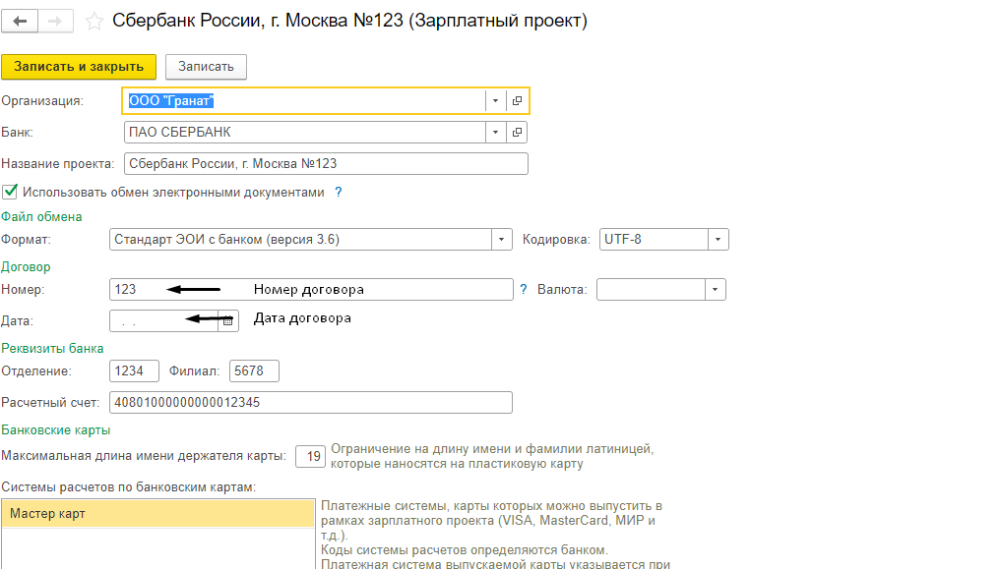 Сбербанк России, г. Москва №123 (Зарплатный проект)
Записать и закрыть Записать
Организация: ООО "Гранат"
Банк: ПАО СБЕРБАНК
Название проекта: Сбербанк России, г. Москва №123
Использовать обмен электронными документами ?
Файл обмена
Формат: Стандарт ЭОИ с банком (версия 3.6) Кодировка: UTF-8
Договор
Номер: 123 Номер договора ? Валюта:
Дата: . . Дата договора
Реквизиты банка
Отделение: 1234 Филиал: 5678
Расчетный счет: 40801000000000012345
Банковские карты
Максимальная длина имени держателя карты: 19 Ограничение на длину имени и фамилии латиницей,
которые наносятся на пластиковую карту
Системы расчетов по банковским картам:
Мастер карт Платежные системы, карты которых можно выпустить в
рамках зарплатного проекта (VISA, MasterCard, МИР и
т.д.).
Коды системы расчетов определяются банком.
Платежная система выпускаемой карты указывается при